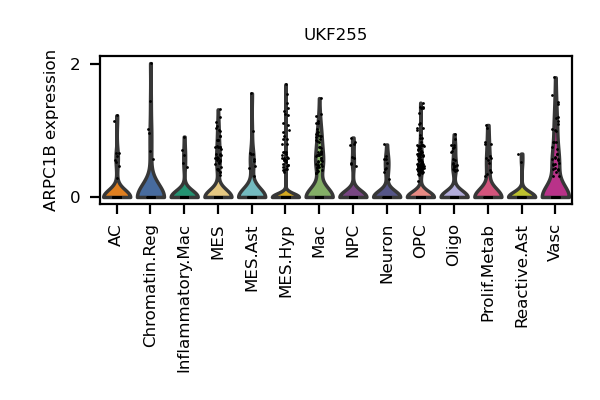 UKF255
ARPC1B expression
2
0
AC
Chromatin.Reg
Inflammatory.Mac
MES
MES.Ast
MES.Hyp
Mac
NPC
Neuron
OPC
Oligo
Prolif.Metab
Reactive.Ast
Vasc